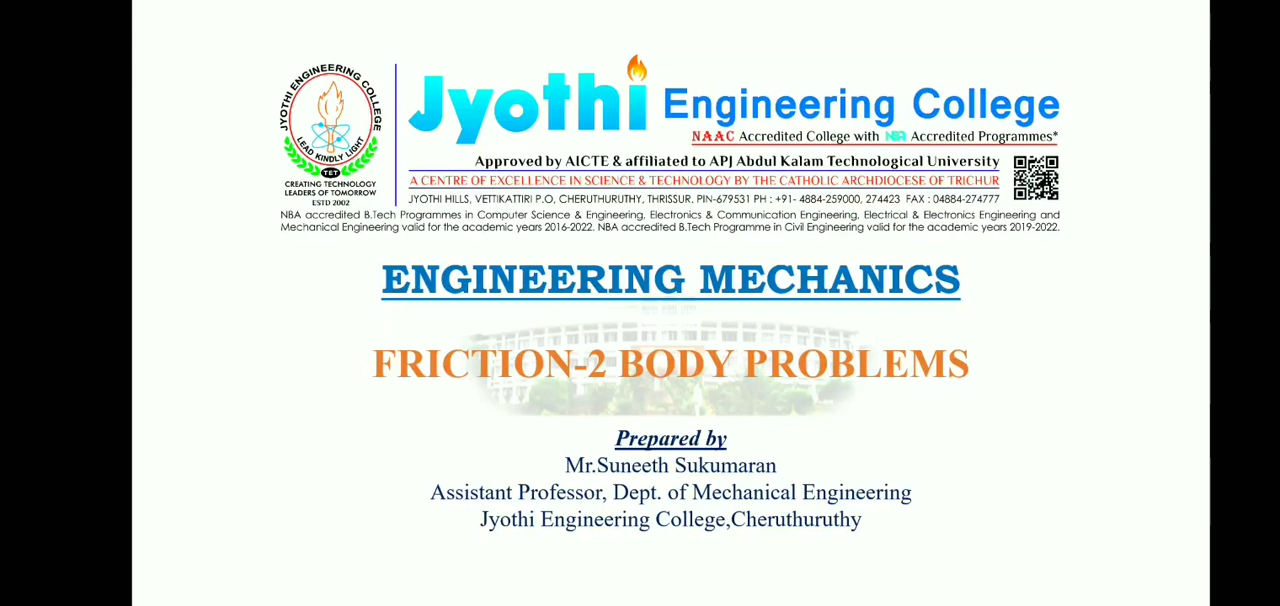 JYOTHI ENGINEERING COLLEGE
LEAD KINDLY LIGHT
TET
CREATING TECHNOLOGY
LEADERS OF TOMORROW
ESTD 2002
Jyothi Engineering College
NAAC Accredited College with NBA Accredited Programmes*
Approved by AICTE & affiliated to APJ Abdul Kalam Technological University
A CENTRE OF EXCELLENCE IN SCIENCE & TECHNOLOGY BY THE CATHOLIC ARCHDIOCESE OF TRICHUR
JYOTHI HILLS, VETTIKATTIRI P.O, CHERUTHURUTHY, THRISSUR. PIN-679531 PH : +91- 4884-259000, 274423 FAX : 04884-274777
NBA accredited B.Tech Programmes in Computer Science & Engineering, Electronics & Communication Engineering, Electrical & Electronics Engineering and
Mechanical Engineering valid for the academic years 2016-2022. NBA accredited B.Tech Programme in Civil Engineering valid for the academic years 2019-2022.
ENGINEERING MECHANICS
FRICTION-2 BODY PROBLEMS
Prepared by
Mr.Suneeth Sukumaran
Assistant Professor, Dept. of Mechanical Engineering
Jyothi Engineering College,Cheruthuruthy